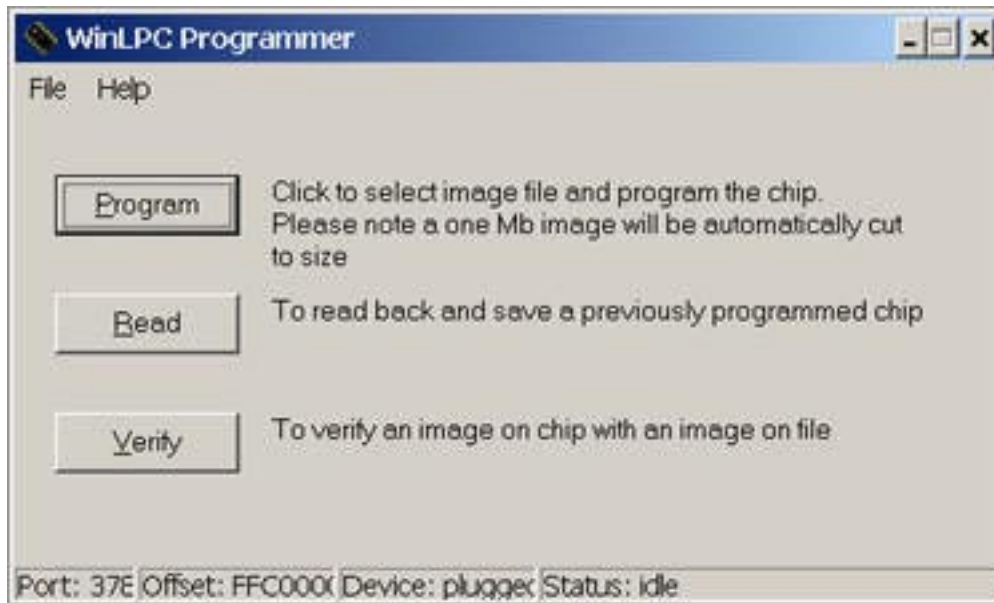 WinLPC Programmer
File Help
Program
Click to select image file and program the chip.
Please note a one Mb image will be automatically cut
to size
Read
To read back and save a previously programmed chip
Verify
To verify an image on chip with an image on file
Port: 378 Offset: FFC000 Device: plugged Status: idle